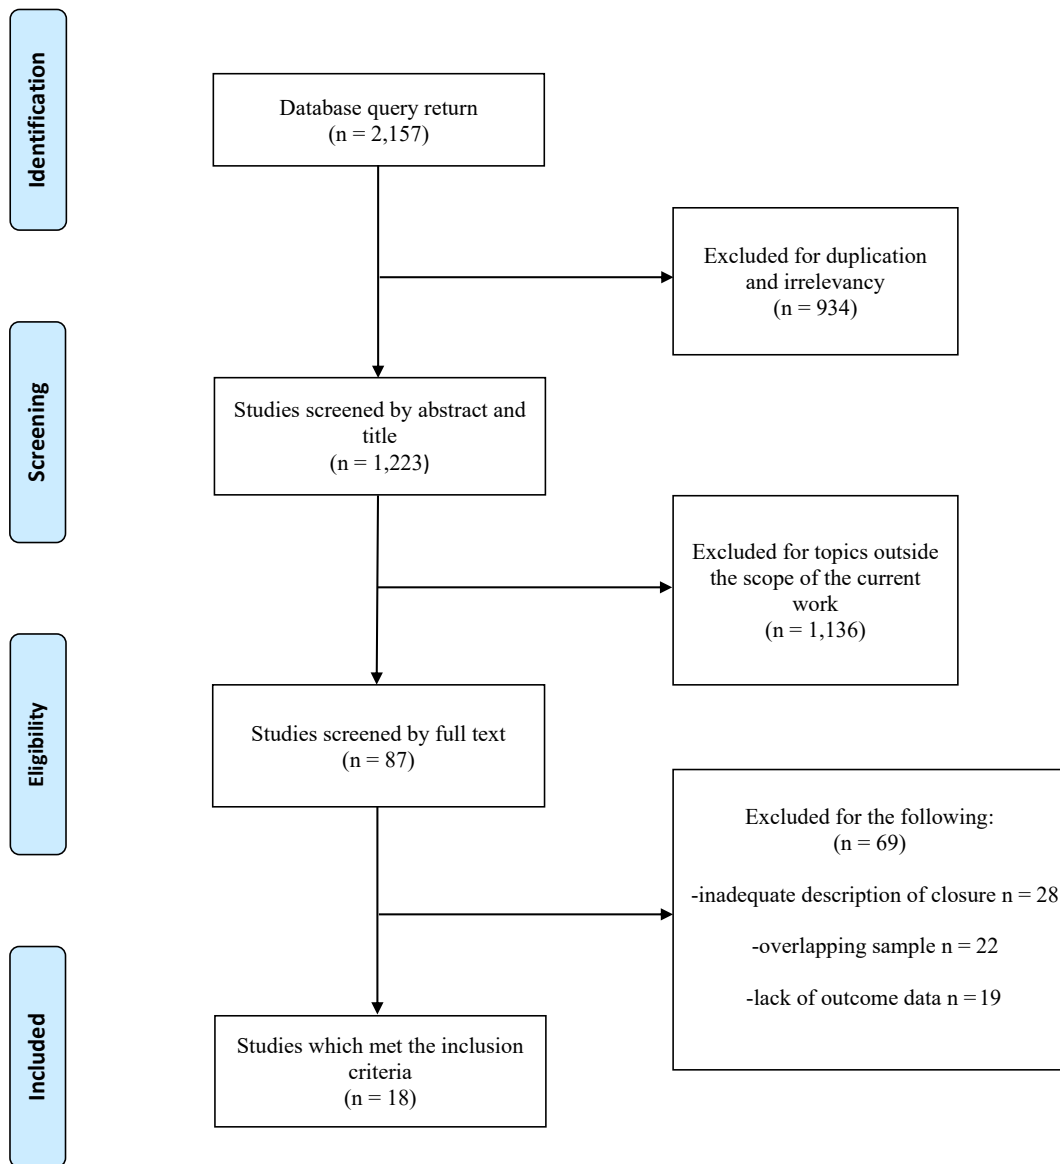 Identification
Database query return
(n = 2,157)
Excluded for duplication
and irrelevancy
(n = 934)
Screening
Studies screened by abstract and
title
(n = 1,223)
Excluded for topics outside
the scope of the current
work
(n = 1,136)
Eligibility
Studies screened by full text
(n = 87)
Excluded for the following:
(n = 69)
-inadequate description of closure n = 28
-overlapping sample n = 22
-lack of outcome data n = 19
Included
Studies which met the inclusion
criteria
(n = 18)